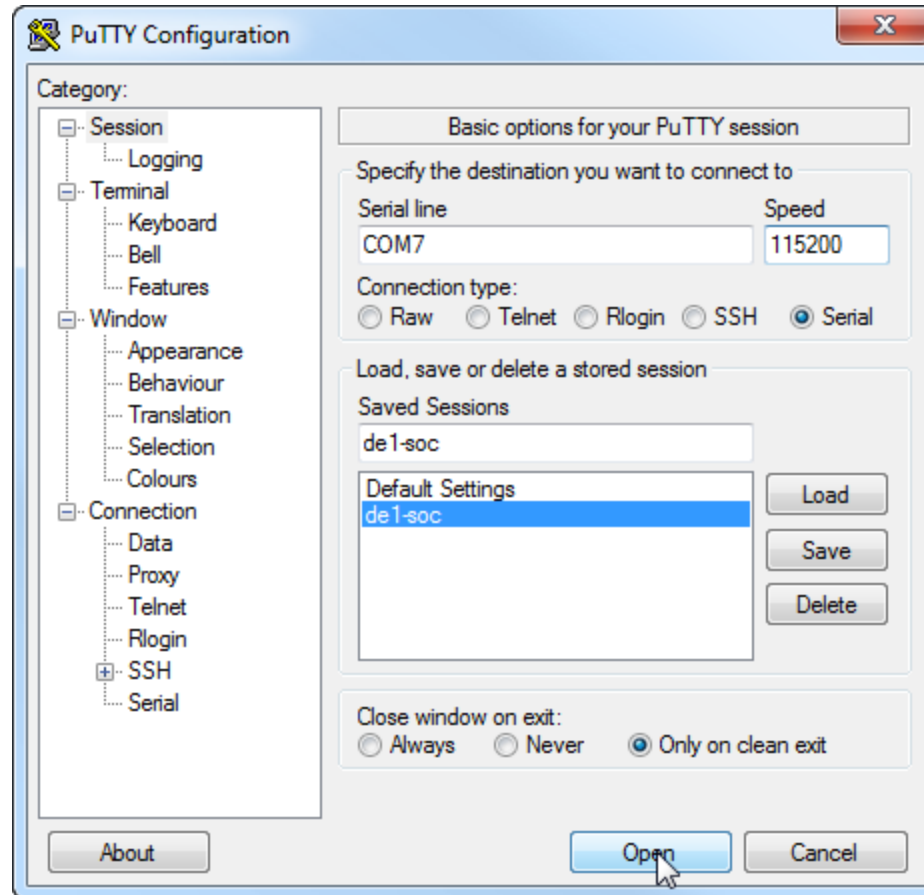 PuTTY Configuration
Category:
Session
Logging
Terminal
Keyboard
Bell
Features
Window
Appearance
Behaviour
Translation
Selection
Colours
Connection
Data
Proxy
Telnet
Rlogin
SSH
Serial
Basic options for your PuTTY session
Specify the destination you want to connect to
Serial line Speed
COM7 115200
Connection type:
Raw Telnet Rlogin SSH Serial
Load, save or delete a stored session
Saved Sessions
de1-soc
Default Settings
de1-soc
Load
Save
Delete
Close window on exit:
Always Never Only on clean exit
About Open Cancel